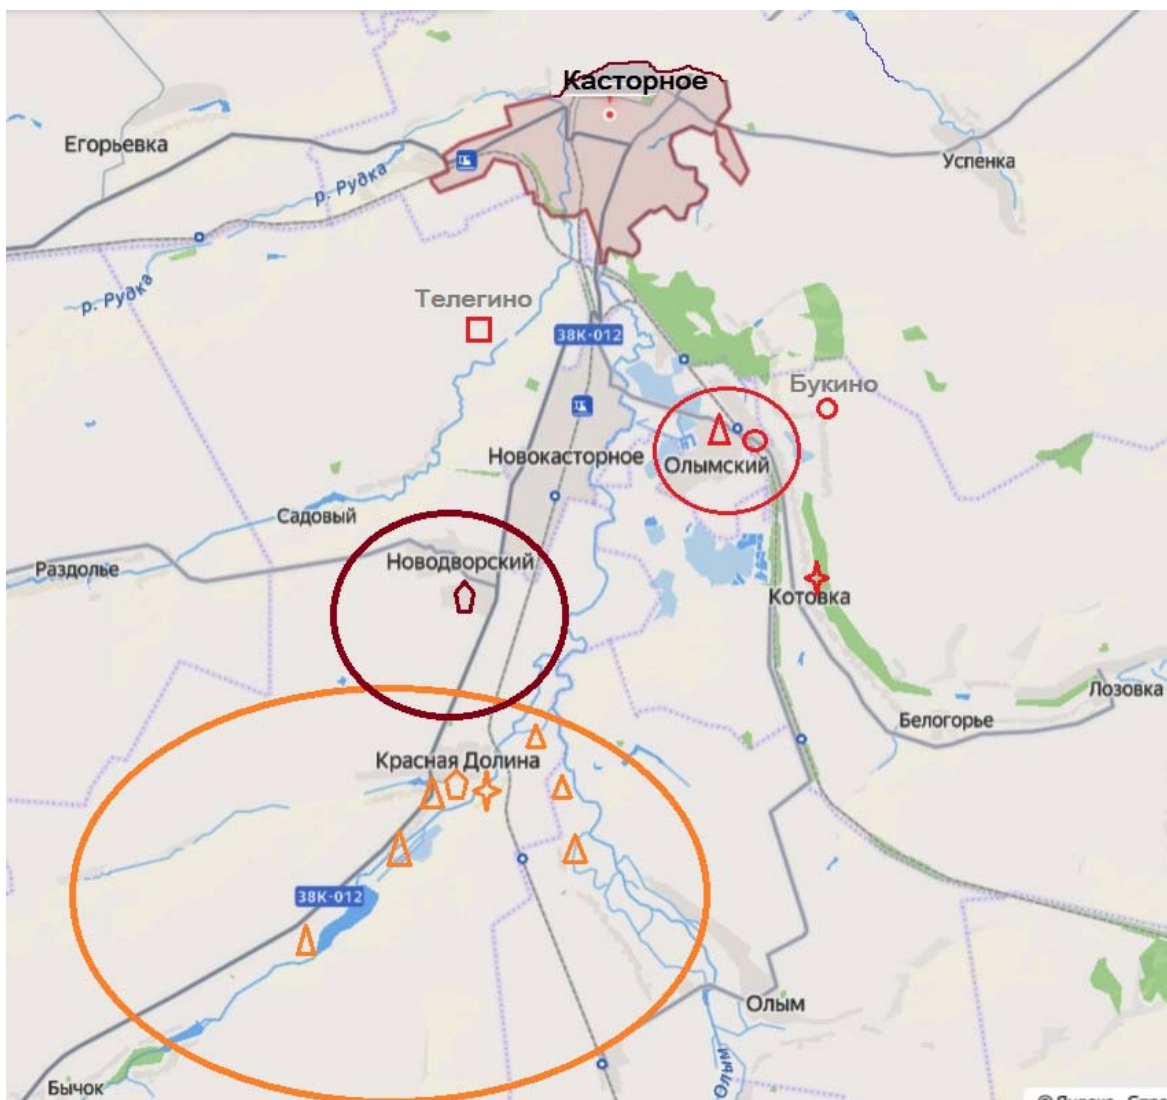 Касторное
Егорьевка
Успенка
р. Рудка
р. Рудка
Телегино
38К-012
Букино
Новокасторное
Олымский
Садовый
Новодворский
Раздолье
Котовка
Лозовка
Белогорье
Красная Долина
38К-012
Олым
Олым
Бычок